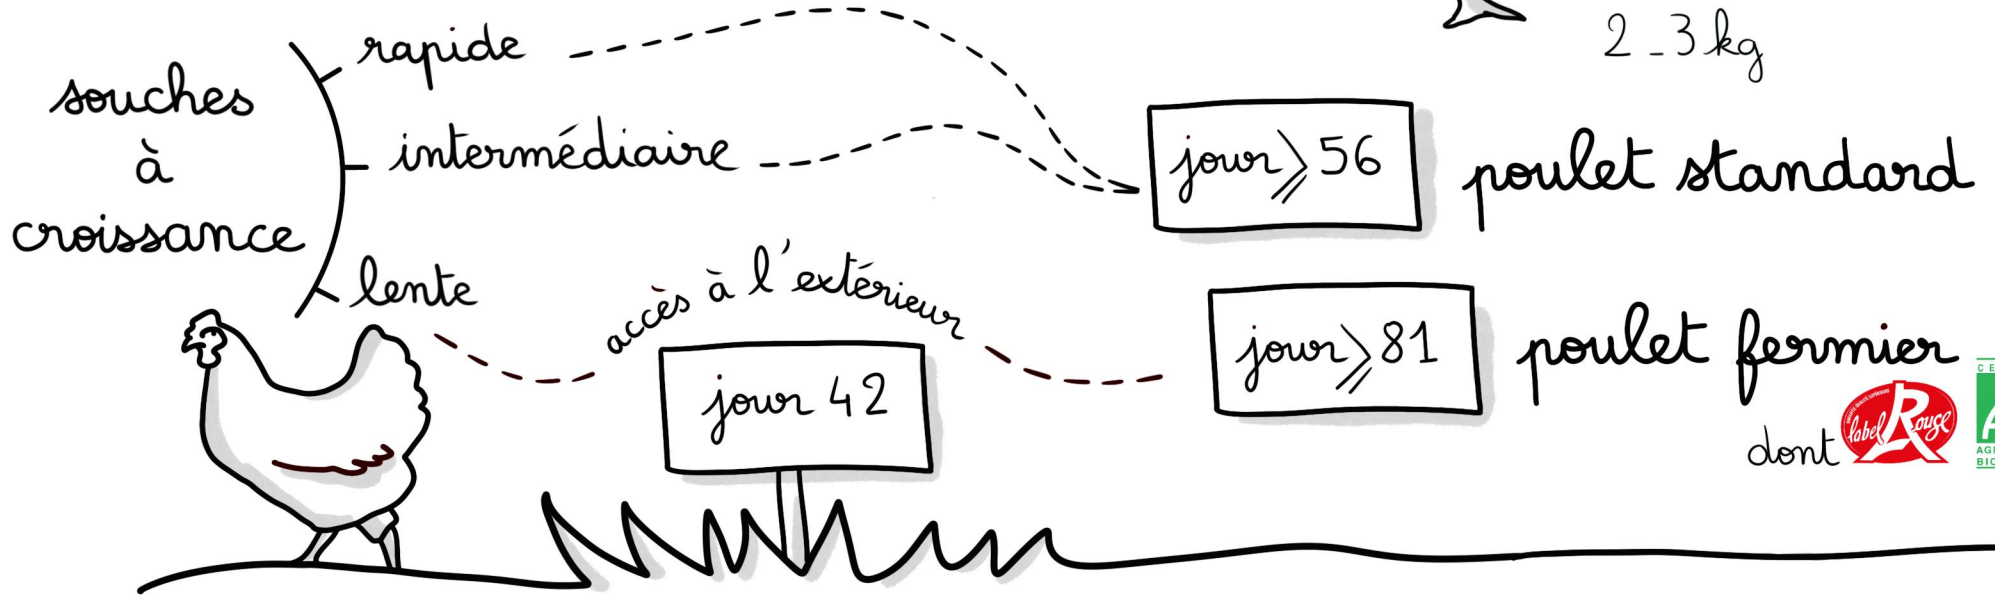 2_3 kg
souches
à
croissance
rapide
intermédiaire
lente
jour ⩾ 56
poulet standard
accès à l'extérieur
jour 42
jour ⩾ 81
poulet fermier
dont
label Rouge